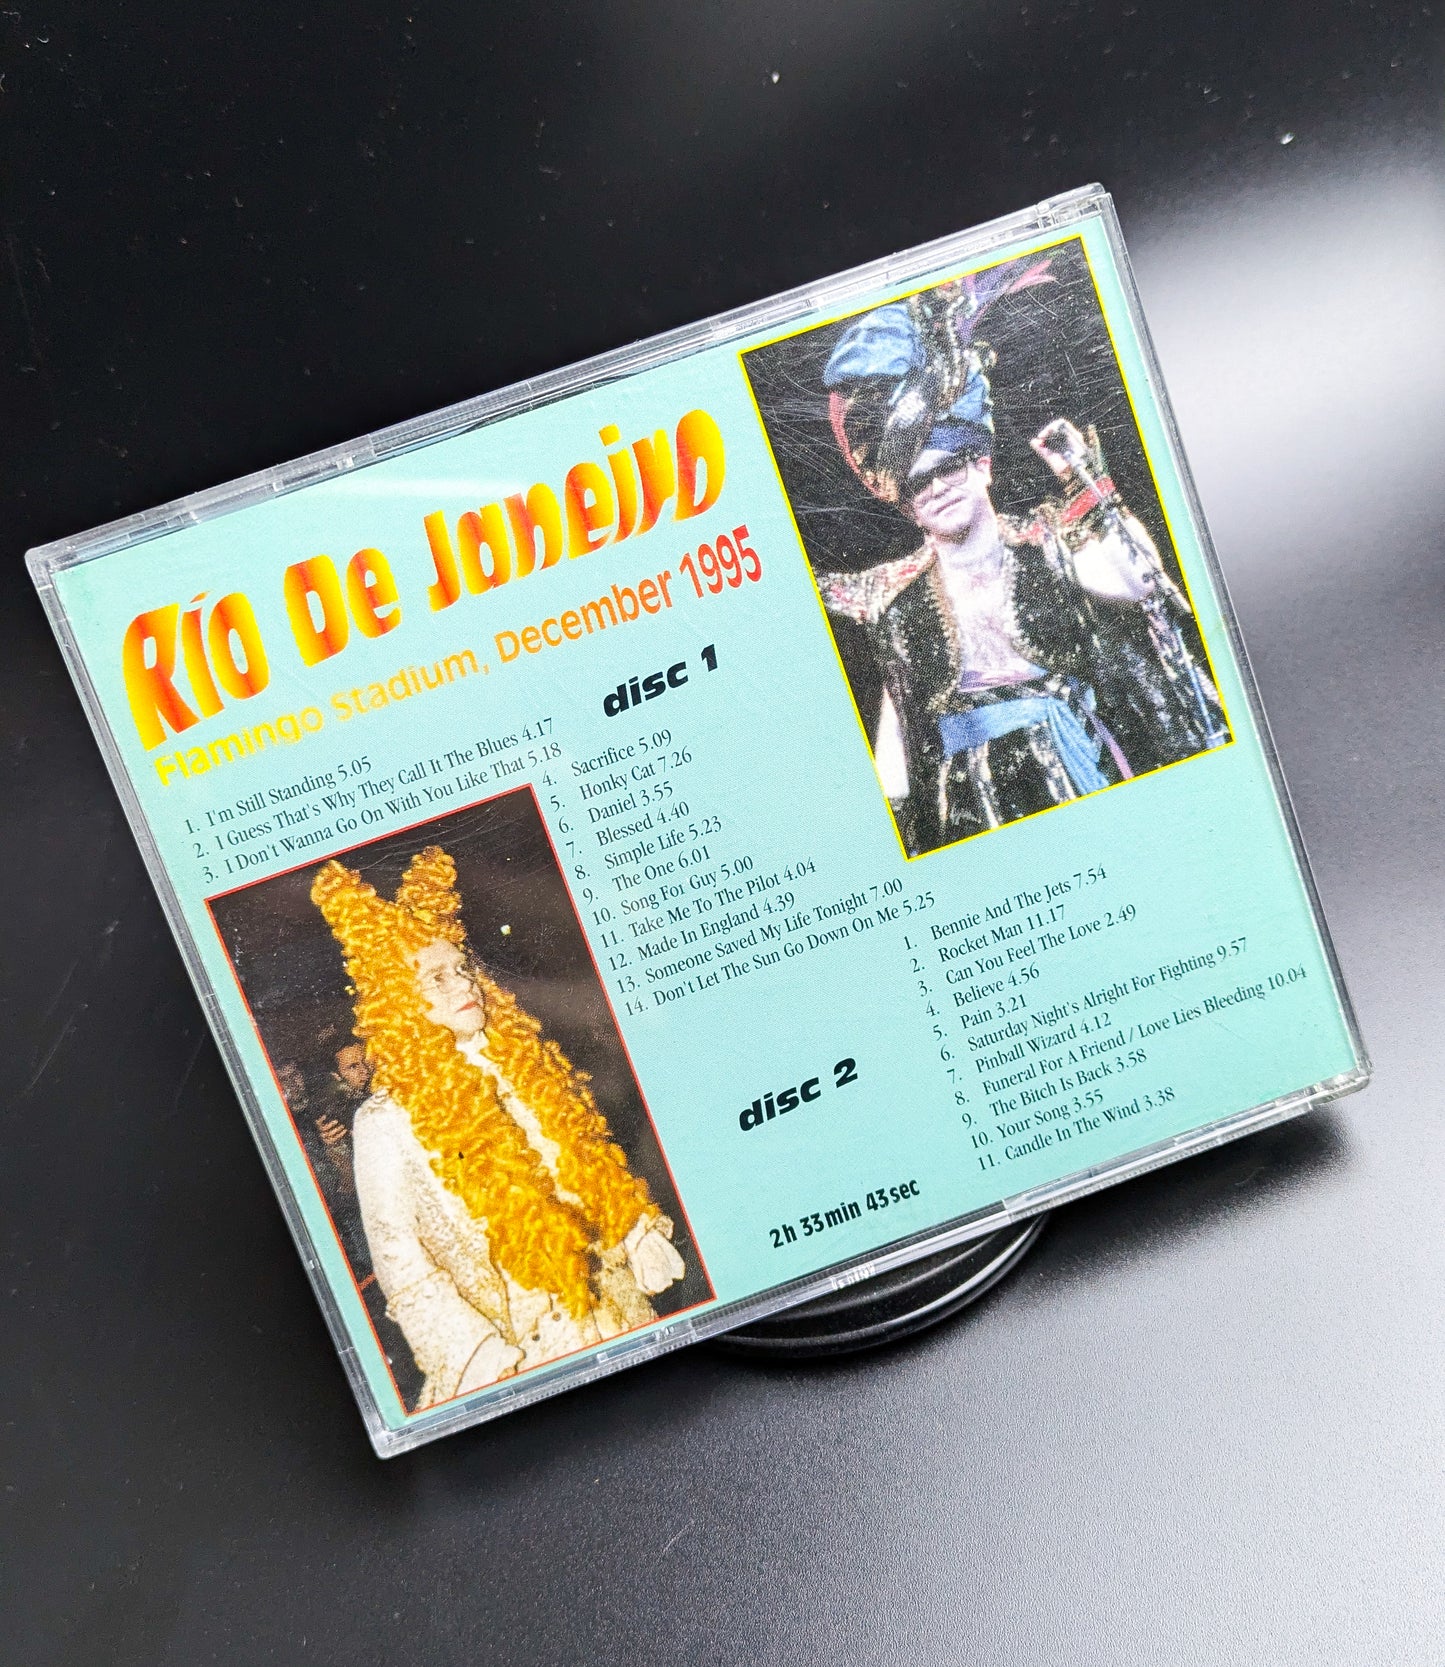 Río De Janeiro
Flamingo Stadium, December 1995
disc 1
1. I'm Still Standing 5.05
2. I Guess That's Why They Call It The Blues 4.17
3. I Don't Wanna Go On With You Like That 5.18
4. Sacrifice 5.09
5. Honky Cat 7.26
6. Daniel 3.55
7. Blessed 4.40
8. Simple Life 5.23
9. The One 6.01
10. Song For Guy 5.00
11. Take Me To The Pilot 4.04
12. Made In England 4.39
13. Someone Saved My Life Tonight 7.00
14. Don't Let The Sun Go Down On Me 5.25
disc 2
1. Bennie And The Jets 7.54
2. Rocket Man 11.17
3. Can You Feel The Love 2.49
4. Believe 4.56
5. Pain 3.21
6. Saturday Night's Alright For Fighting 9.57
7. Pinball Wizard 4.12
8. Funeral For A Friend / Love Lies Bleeding 10.04
9. The Bitch Is Back 3.58
10. Your Song 3.55
11. Candle In The Wind 3.38
2h 33min 43sec